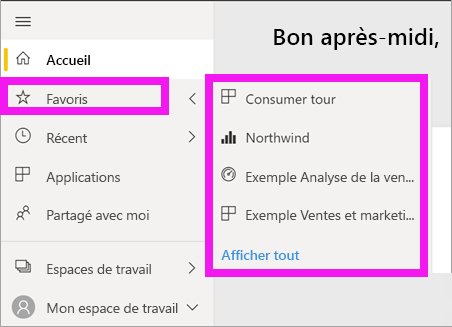 Bon après-midi,
Accueil
Favoris
Récent
Applications
Partagé avec moi
Espaces de travail
Mon espace de travail
Consumer tour
Northwind
Exemple Analyse de la ven...
Exemple Ventes et marketi...
Afficher tout